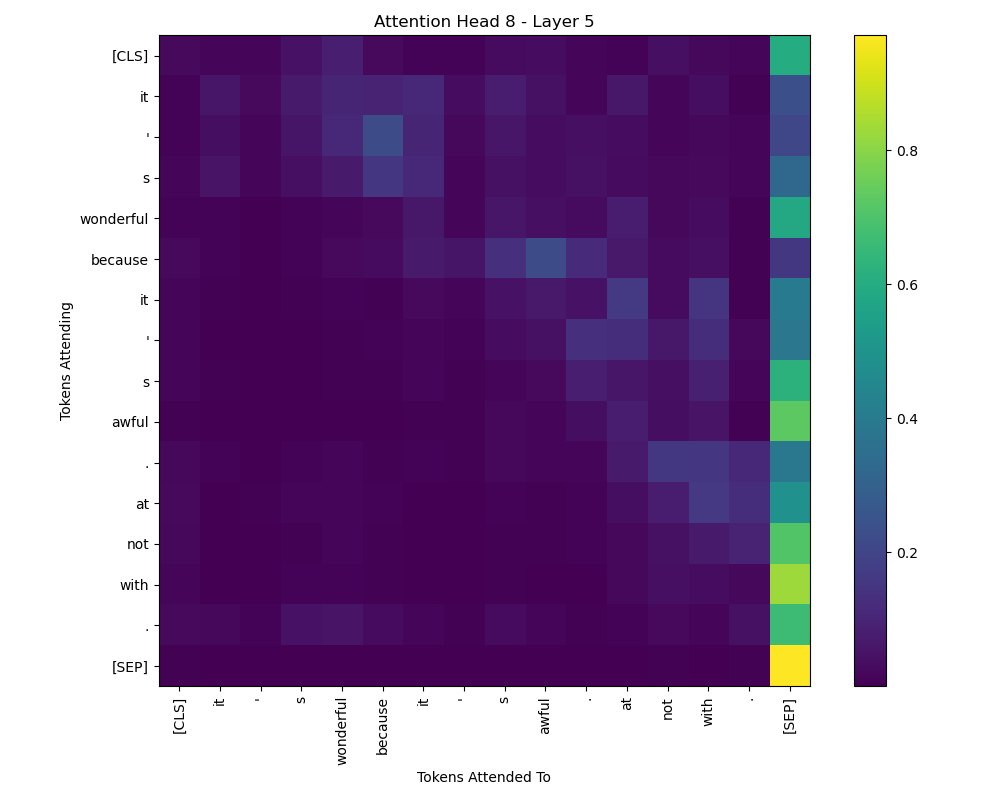 Attention Head 8 - Layer 5
Tokens Attending
[CLS]
it
'
s
wonderful
because
it
'
s
awful
.
at
not
with
.
[SEP]
[CLS]
it
'
s
wonderful
because
it
'
s
awful
.
at
not
with
.
[SEP]
Tokens Attended To
0.8
0.6
0.4
0.2